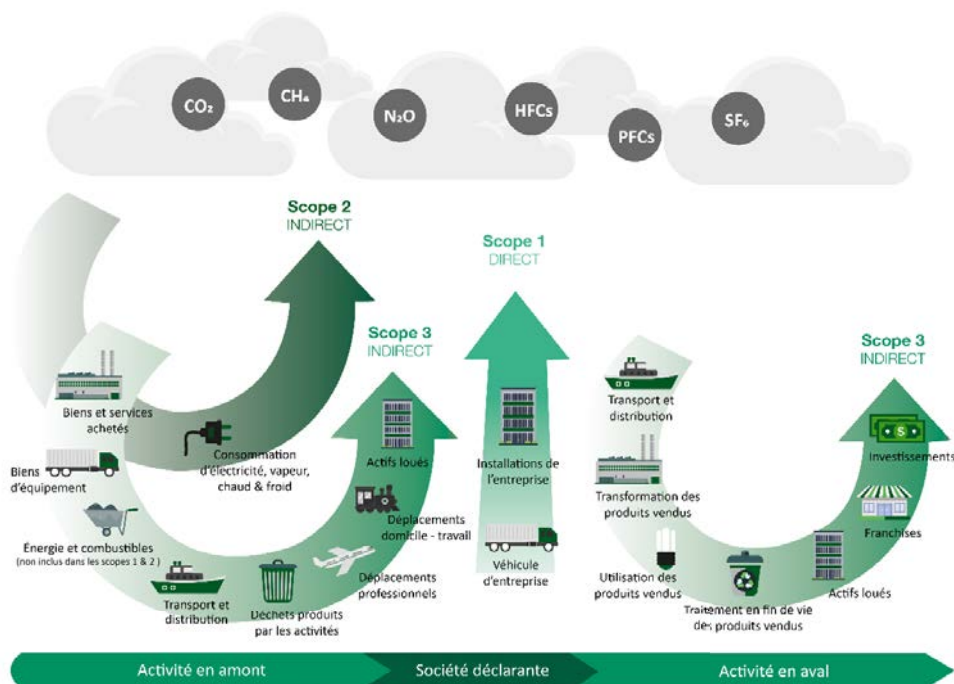 CO₂
CH₄
N₂O
HFCs
PFCs
SF₆
Scope 2
INDIRECT
Consommation
d'électricité, vapeur,
chaud & froid
Scope 3
INDIRECT
Biens et services
achetés
Biens
d'équipement
Énergie et combustibles
(non inclus dans les scopes 1 & 2 )
Transport et
distribution
Déchets produits
par les activités
Déplacements
professionnels
Déplacements
domicile - travail
Actifs loués
Scope 1
DIRECT
Installations de
l'entreprise
Véhicule
d'entreprise
Scope 3
INDIRECT
Transport et
distribution
Transformation des
produits vendus
Utilisation des
produits vendus
Traitement en fin de vie
des produits vendus
Actifs loués
Franchises
Investissements
$
Activité en amont
Société déclarante
Activité en aval